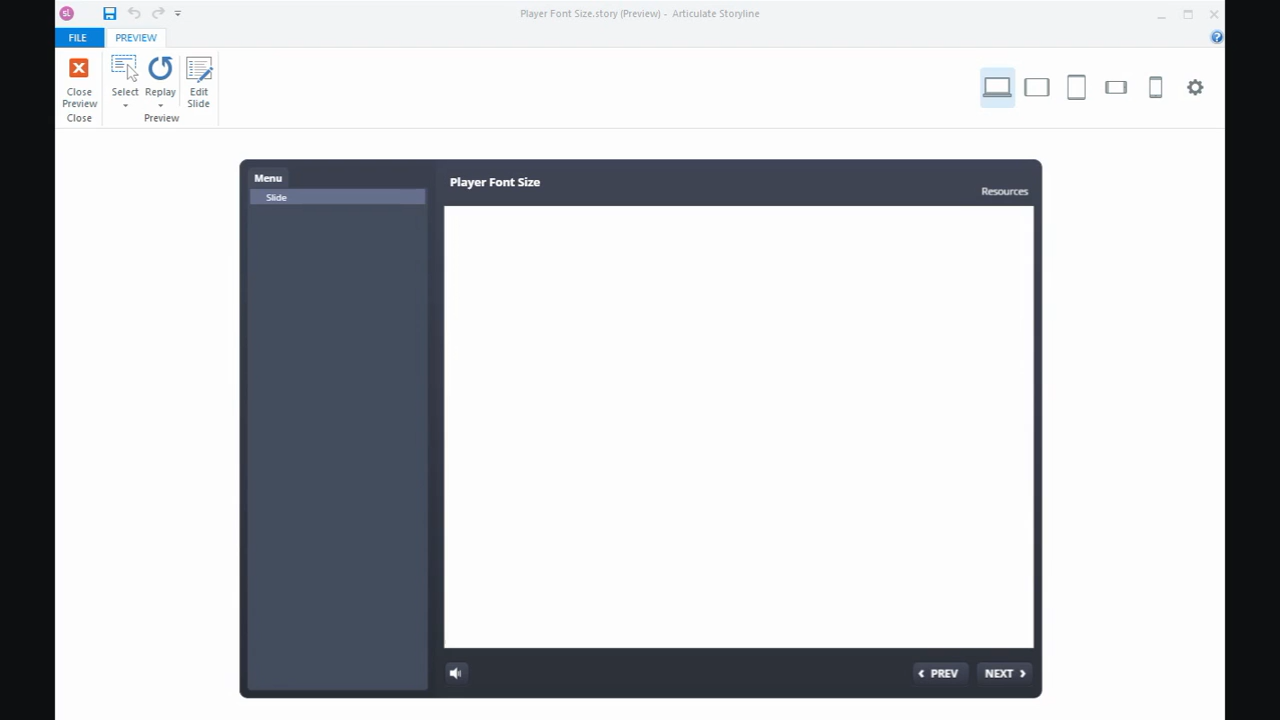 SL
Player Font Size.story (Preview) - Articulate Storyline
FILE
PREVIEW
?
Close Preview
Select
Replay
Edit Slide
Close
Preview
Menu
Player Font Size
Slide
Resources
PREV
NEXT